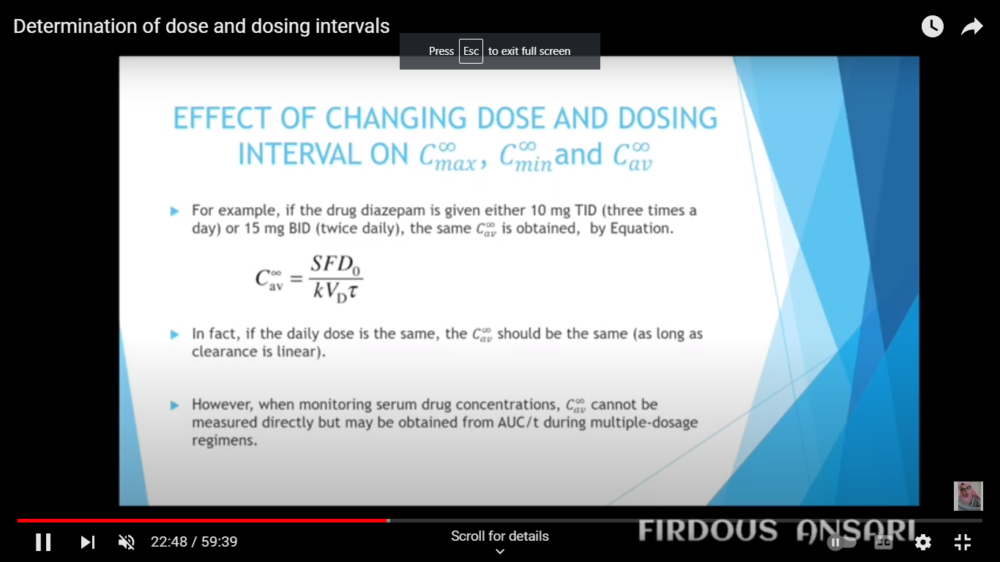 Determination of dose and dosing intervals
Press Esc to exit full screen
EFFECT OF CHANGING DOSE AND DOSING
INTERVAL ON C∞max, C∞min and C∞av
► For example, if the drug diazepam is given either 10 mg TID (three times a
day) or 15 mg BID (twice daily), the same C∞av is obtained, by Equation.
C∞av = SFD0 / kVDτ
► In fact, if the daily dose is the same, the C∞av should be the same (as long as
clearance is linear).
► However, when monitoring serum drug concentrations, C∞av cannot be
measured directly but may be obtained from AUC/t during multiple-dosage
regimens.
FIRDOUS ANSARI
22:48 / 59:39
Scroll for details
CC